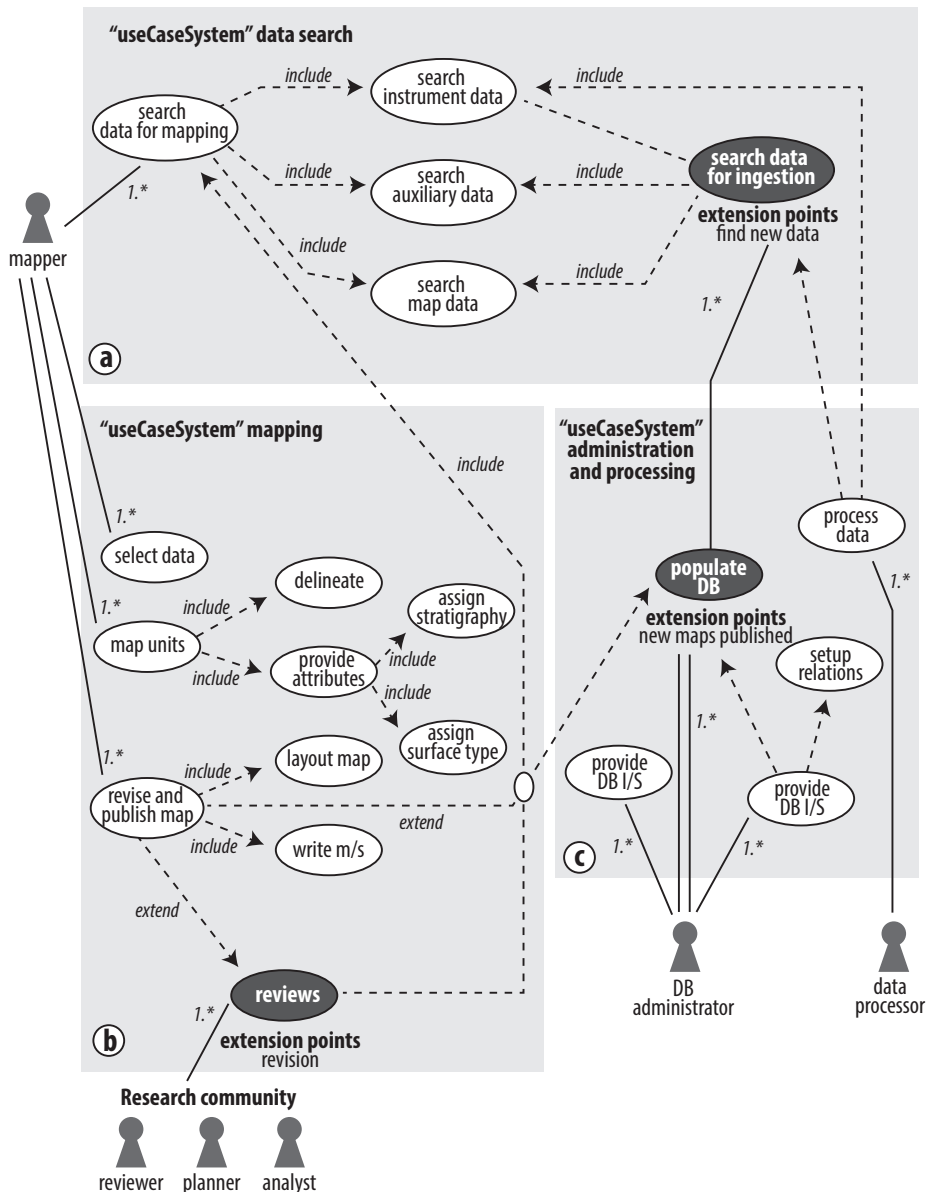 “useCaseSystem” data search
include
search
instrument data
include
search
data for mapping
search data
for ingestion
1.*
include
search
auxiliary data
include
extension points
find new data
mapper
include
include
search
map data
1.*
a
“useCaseSystem” mapping
“useCaseSystem”
administration
and processing
include
1.*
select data
process
data
delineate
populate
DB
1.*
assign
stratigraphy
1.*
include
extension points
new maps published
map units
provide
attributes
include
include
setup
relations
include
1.*
assign
surface type
1.*
layout map
include
provide
DB I/S
revise and
publish map
provide
DB I/S
extend
include
write m/s
1.*
1.*
c
extend
reviews
1.*
DB
administrator
data
processor
b
extension points
revision
Research community
reviewer
planner
analyst